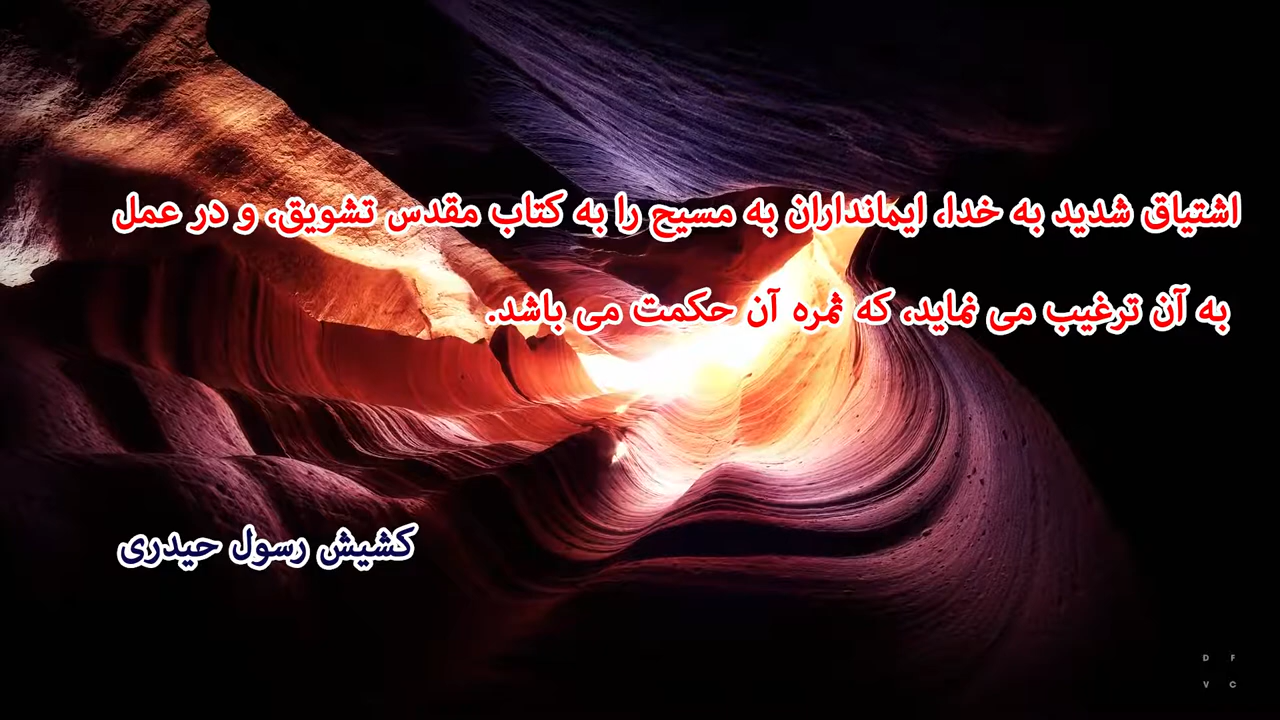 اشتیاق شدید به خدا، ایمانداران به مسیح را به کتاب مقدس تشویق، و در عمل
به آن ترغیب می نماید، که ثمره آن حکمت می باشد.
کشیش رسول حیدری
D F
V C